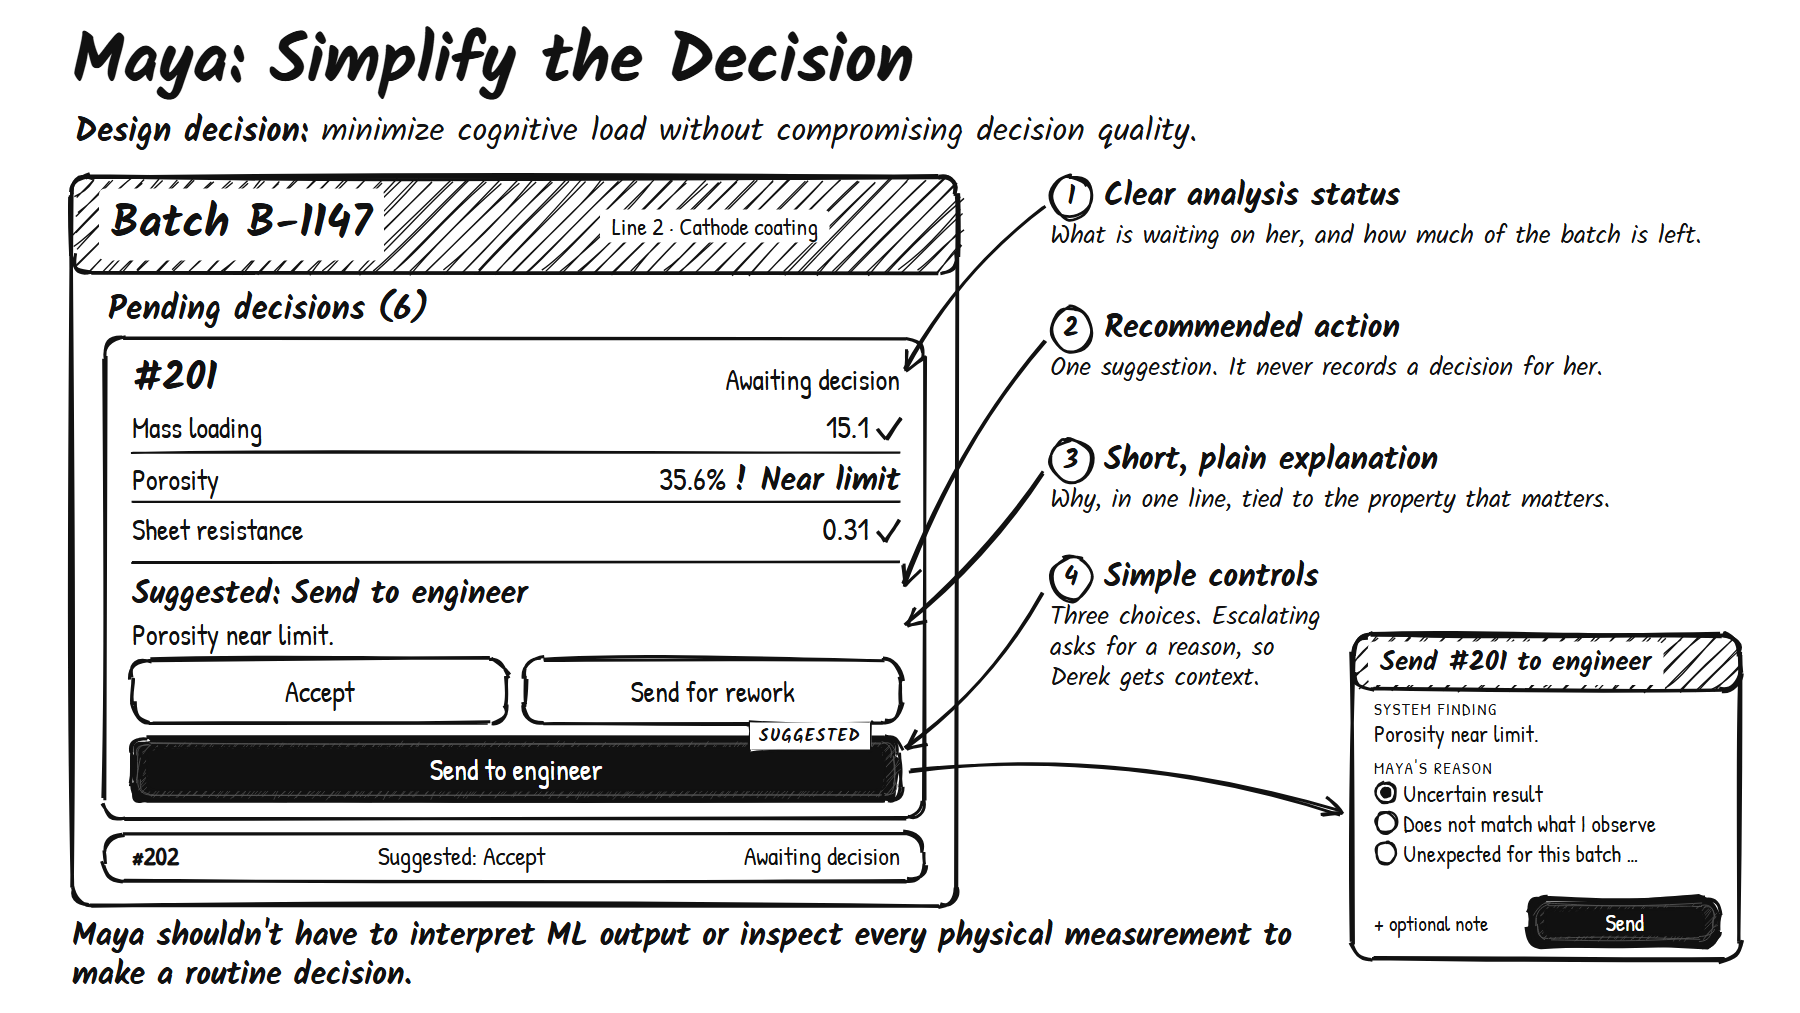 Maya: Simplify the Decision
Design decision: minimize cognitive load without compromising decision quality.
Batch B-1147
Line 2 · Cathode coating
Pending decisions (6)
#201
Awaiting decision
Mass loading
15.1 ✓
Porosity
35.6% ! Near limit
Sheet resistance
0.31 ✓
Suggested: Send to engineer
Porosity near limit.
Accept
Send for rework
SUGGESTED
Send to engineer
#202
Suggested: Accept
Awaiting decision
1 Clear analysis status
What is waiting on her, and how much of the batch is left.
2 Recommended action
One suggestion. It never records a decision for her.
3 Short, plain explanation
Why, in one line, tied to the property that matters.
4 Simple controls
Three choices. Escalating
asks for a reason, so
Derek gets context.
Send #201 to engineer
SYSTEM FINDING
Porosity near limit.
MAYA'S REASON
Uncertain result
Does not match what I observe
Unexpected for this batch ...
+ optional note
Send
Maya shouldn't have to interpret ML output or inspect every physical measurement to
make a routine decision.